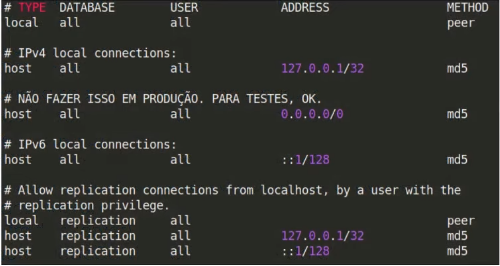 # TYPE  DATABASE        USER            ADDRESS                 METHOD
local   all             all                                     peer
# IPv4 local connections:
host    all             all             127.0.0.1/32            md5
# NÃO FAZER ISSO EM PRODUÇÃO. PARA TESTES, OK.
host    all             all             0.0.0.0/0               md5
# IPv6 local connections:
host    all             all             ::1/128                 md5
# Allow replication connections from localhost, by a user with the
# replication privilege.
local   replication     all                                     peer
host    replication     all             127.0.0.1/32            md5
host    replication     all             ::1/128                 md5